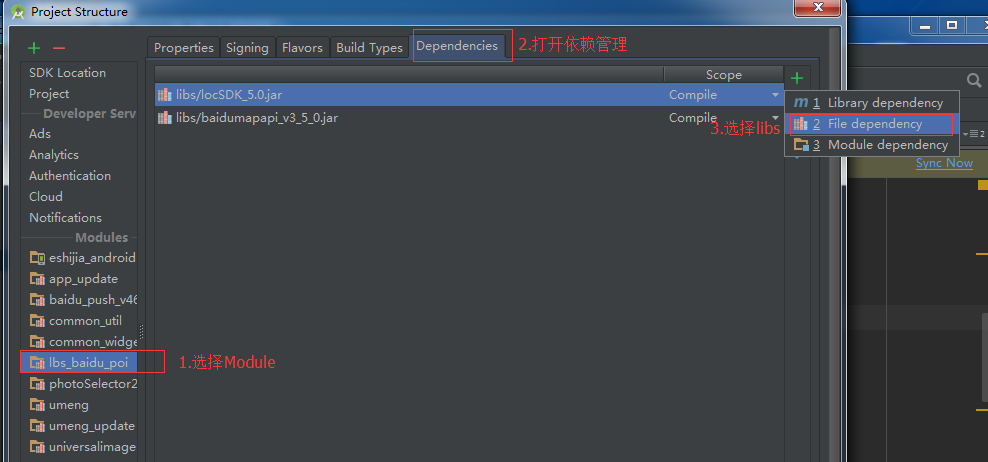 Project Structure
Properties
Signing
Flavors
Build Types
Dependencies
2.打开依赖管理
SDK Location
Project
Developer Serv
Ads
Analytics
Authentication
Cloud
Notifications
Modules
eshijia_android
app_update
baidu_push_v46
common_util
common_widge
lbs_baidu_poi
1.选择Module
photoSelector2
umeng
umeng_update
universalimage
Scope
libs/locSDK_5.0.jar Compile
libs/baidumapapi_v3_5_0.jar Compile
3.选择libs
1 Library dependency
2 File dependency
3 Module dependency
Sync Now
2